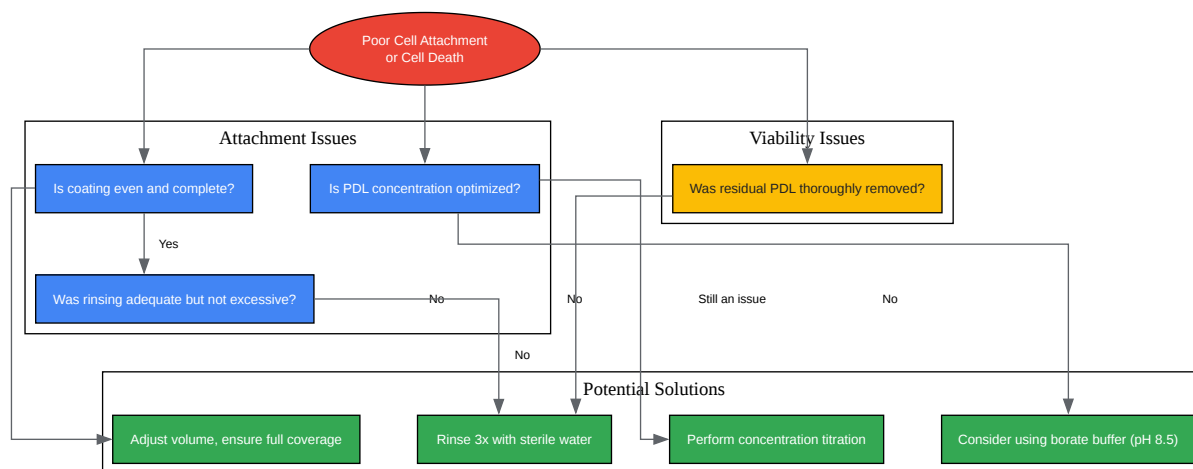 Poor Cell Attachment
or Cell Death
Attachment Issues
Viability Issues
Is coating even and complete?
Is PDL concentration optimized?
Was residual PDL thoroughly removed?
Yes
Was rinsing adequate but not excessive?
No
No
Still an issue
No
No
Potential Solutions
Adjust volume, ensure full coverage
Rinse 3x with sterile water
Perform concentration titration
Consider using borate buffer (pH 8.5)